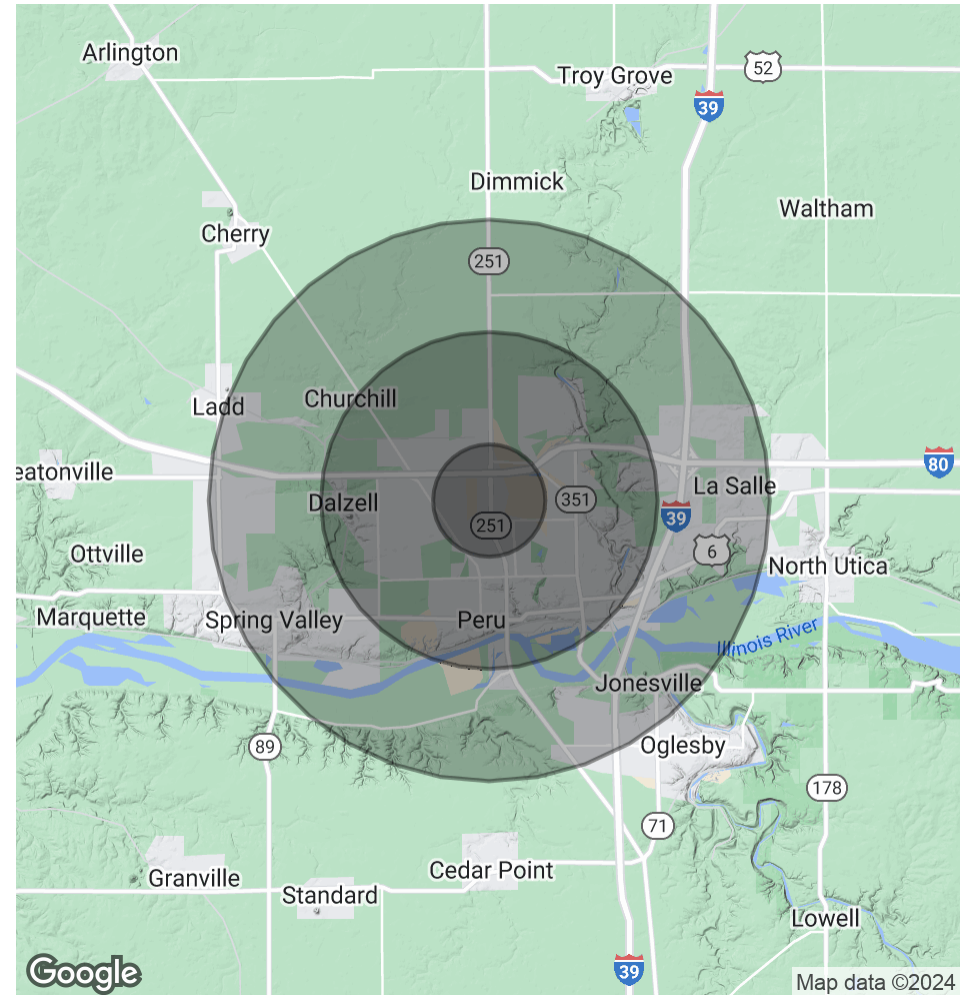 Arlington
Troy Grove
52
39
Dimmick
Waltham
Cherry
251
Churchill
Ladd
80
eatonville
La Salle
Dalzell
351
39
251
6
Ottville
North Utica
Marquette
Spring Valley
Peru
Illinois River
Jonesville
89
Oglesby
178
71
Cedar Point
Granville
Standard
Lowell
39
Google
Map data ©2024